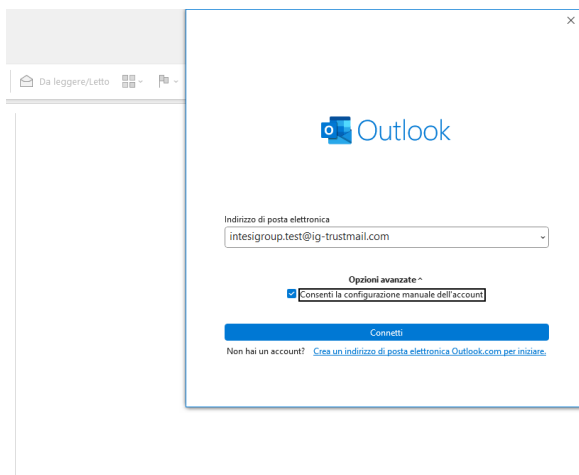 Da leggere/Letto
Outlook
Indirizzo di posta elettronica
intesigroup.test@ig-trustmail.com
Opzioni avanzate
Consenti la configurazione manuale dell'account
Connetti
Non hai un account? Crea un indirizzo di posta elettronica Outlook.com per iniziare.